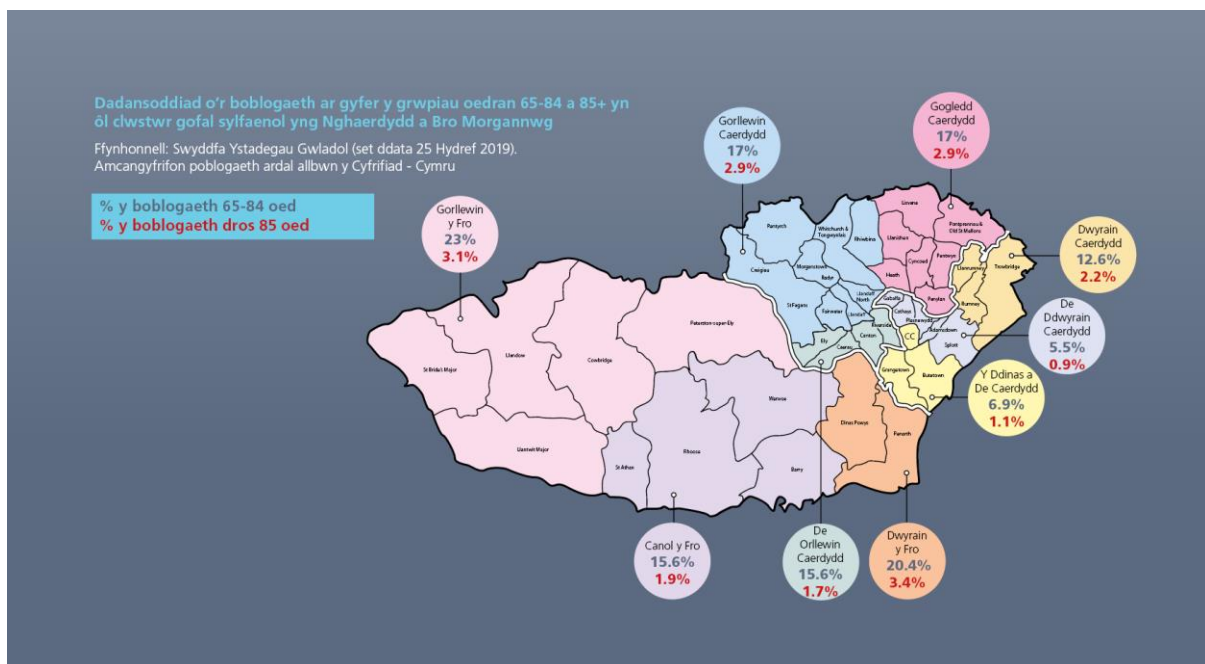 Dadansoddiad o'r boblogaeth ar gyfer y grwpiau oedran 65-84 a 85+ yn
ôl clwstwr gofal sylfaenol yng Nghaerdydd a Bro Morgannwg
Ffynhonnell: Swyddfa Ystadegau Gwladol (set ddata 25 Hydref 2019).
Amcangyfrifon poblogaeth ardal allbwn y Cyfrifiad - Cymru
% y boblogaeth 65-84 oed
% y boblogaeth dros 85 oed
Gorllewin
y Fro
23%
3.1%
Gorllewin
Caerdydd
17%
2.9%
Gogledd
Caerdydd
17%
2.9%
Dwyrain
Caerdydd
12.6%
2.2%
De
Ddwyrain
Caerdydd
5.5%
0.9%
Y Ddinas a
De Caerdydd
6.9%
1.1%
Canol y Fro
15.6%
1.9%
De
Orllewin
Caerdydd
15.6%
1.7%
Dwyrain
y Fro
20.4%
3.4%
Pentyrch
Whitchurch &
Tongwynlais
Rhiwbina
Creigiau
Morganstown
Radyr
St Fagans
Fairwater
Llandaff
North
Llandaff
Lisvane
Pontprennau &
Old St Mellons
Llanishen
Cyncoed
Pentwyn
Heath
Penylan
Llanrumney
Trowbridge
Rumney
Gabalfa
Cathays
Plasnewydd
Adamsdown
Splott
CC
Riverside
Canton
Ely
Caerau
Grangetown
Butetown
Peterston-super-Ely
Cowbridge
Llandow
St Bride's Major
Llantwit Major
St Athan
Rhoose
Wenvoe
Barry
Dinas Powys
Penarth